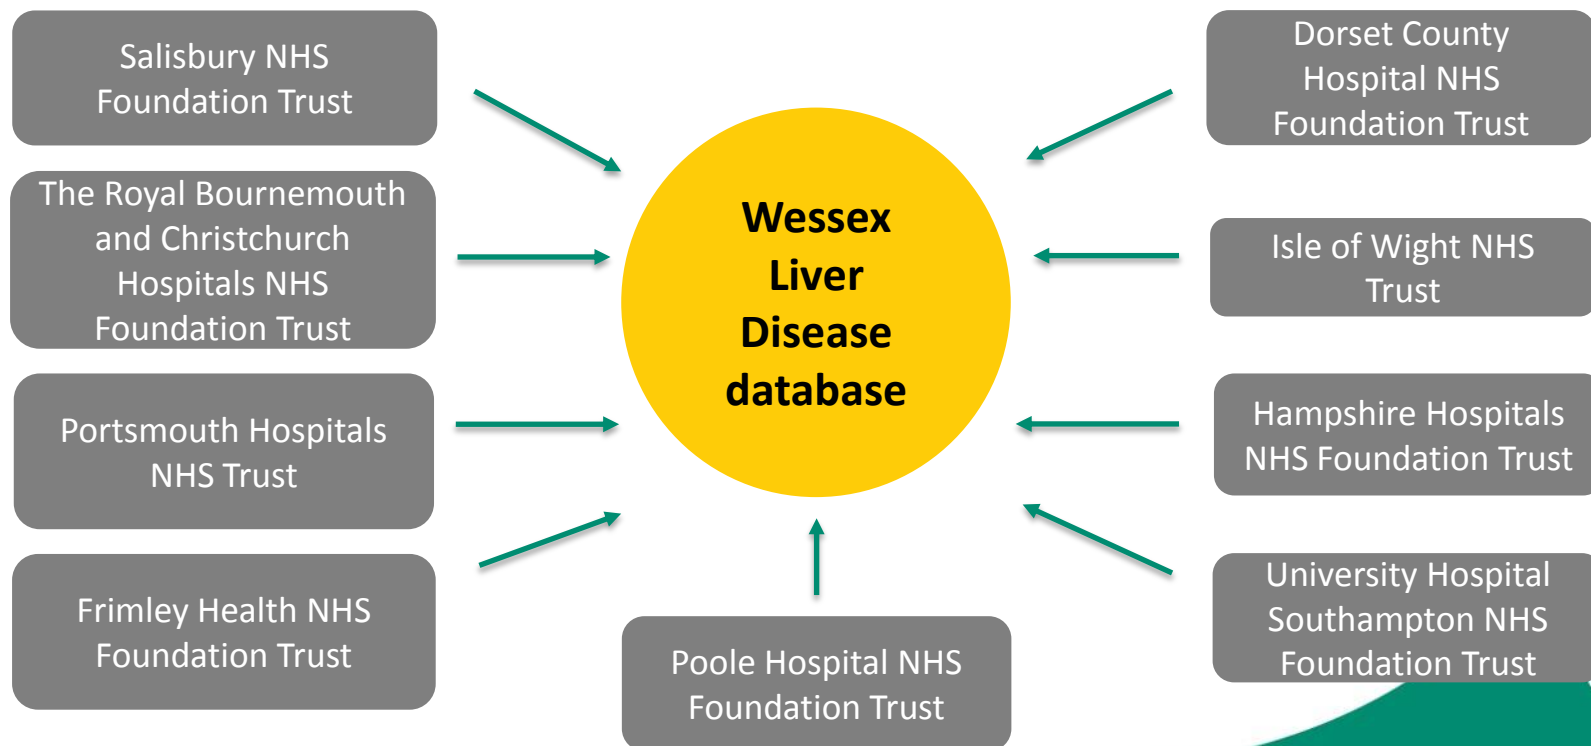 Salisbury NHS
Foundation Trust
The Royal Bournemouth
and Christchurch
Hospitals NHS
Foundation Trust
Portsmouth Hospitals
NHS Trust
Frimley Health NHS
Foundation Trust
Wessex
Liver
Disease
database
Poole Hospital NHS
Foundation Trust
Dorset County
Hospital NHS
Foundation Trust
Isle of Wight NHS
Trust
Hampshire Hospitals
NHS Foundation Trust
University Hospital
Southampton NHS
Foundation Trust